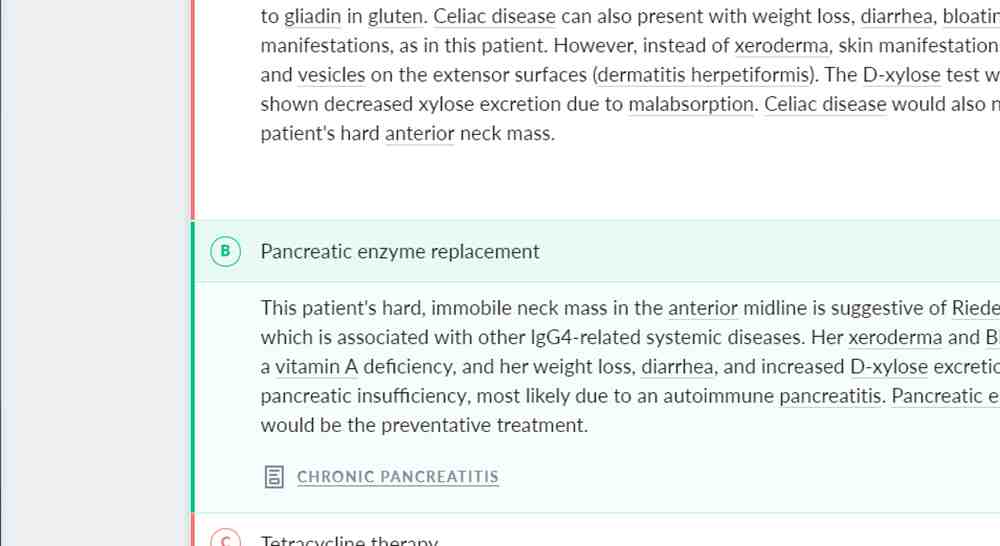 to gliadin in gluten. Celiac disease can also present with weight loss, diarrhea,
manifestations, as in this patient. However, instead of xeroderma, skin
and vesicles on the extensor surfaces (dermatitis herpetiformis). The D-xylose test
shown decreased xylose excretion due to malabsorption. Celiac disease would also
patient's hard anterior neck mass.
B Pancreatic enzyme replacement
This patient's hard, immobile neck mass in the anterior midline is suggestive of
which is associated with other IgG4-related systemic diseases. Her xeroderma and
a vitamin A deficiency, and her weight loss, diarrhea, and increased D-xylose
pancreatic insufficiency, most likely due to an autoimmune pancreatitis. Pancreatic
would be the preventative treatment.
CHRONIC PANCREATITIS
C Tetracycline therapy